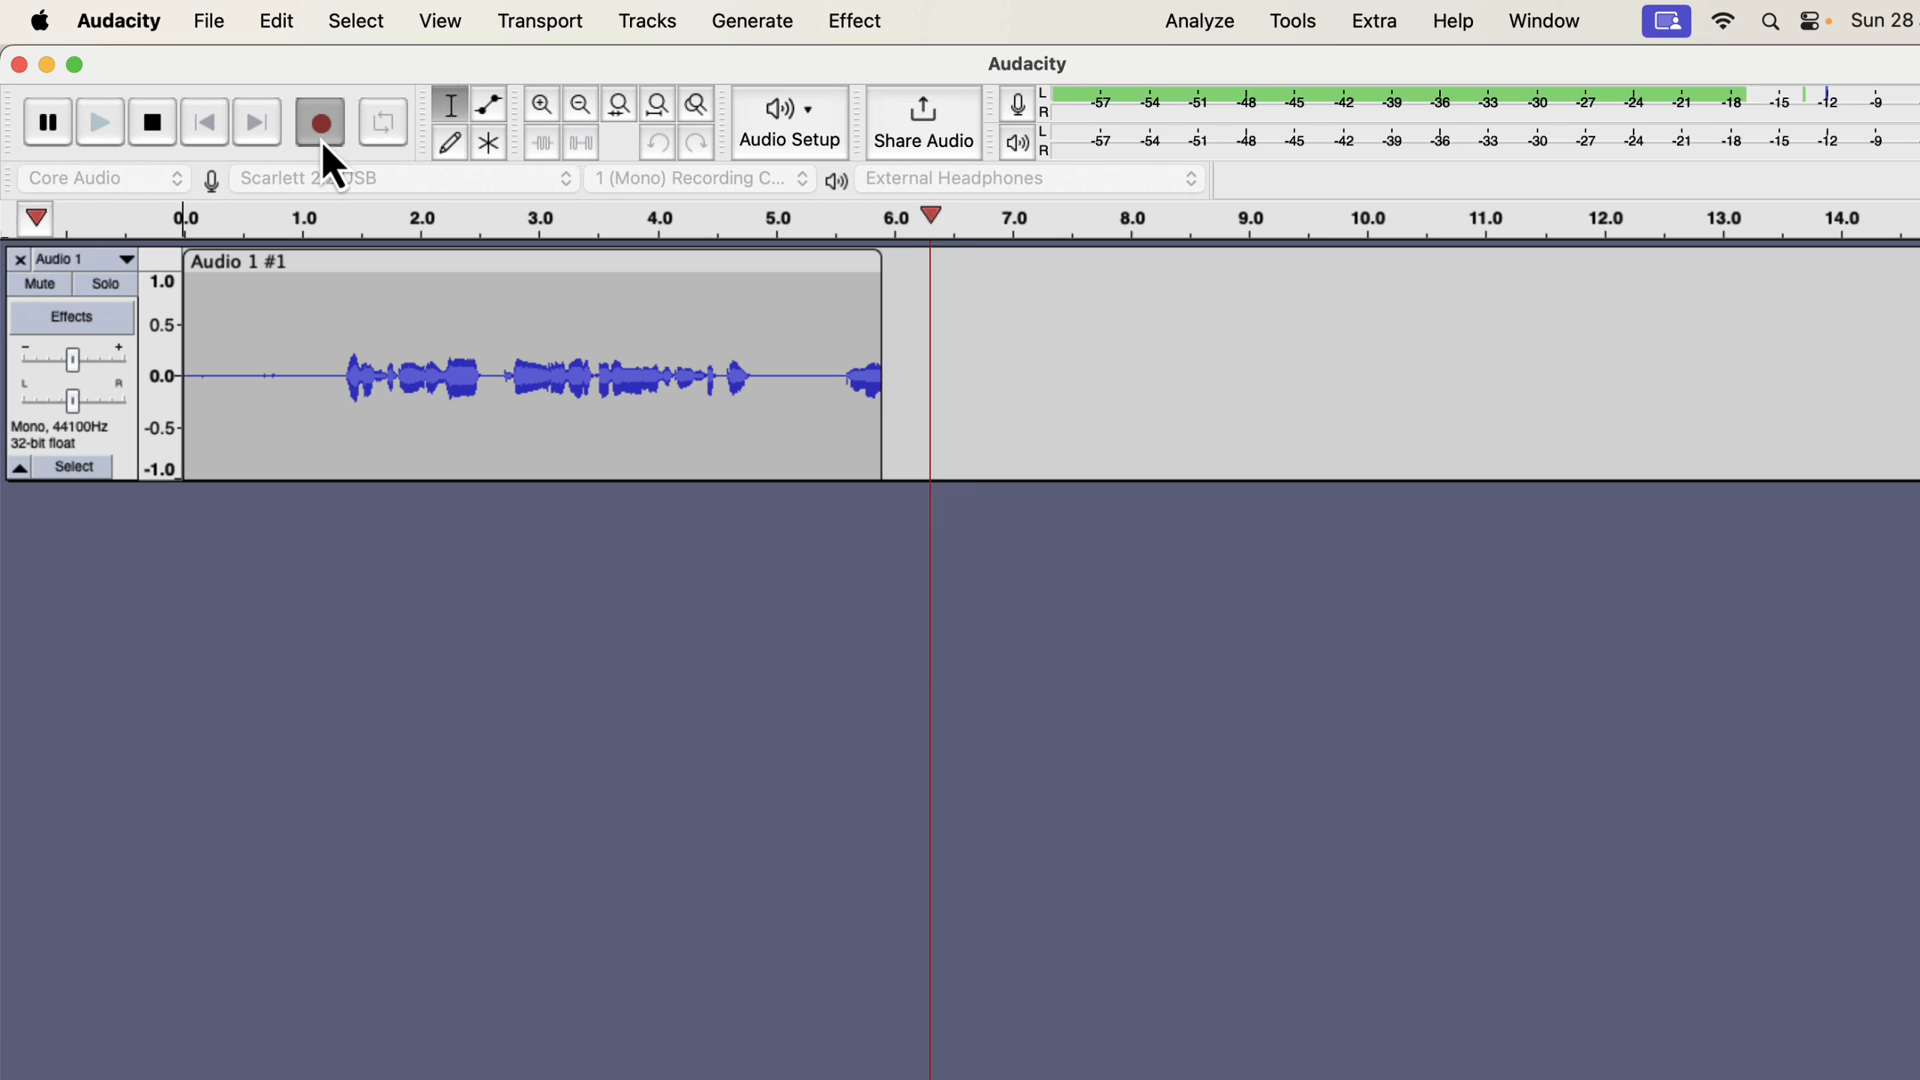 Audacity File Edit Select View Transport Tracks Generate Effect Analyze Tools Extra Help Window Sun 28
Audacity
L -57 -54 -51 -48 -45 -42 -39 -36 -33 -30 -27 -24 -21 -18 -15 -12 -9
R
Audio Setup Share Audio
L -57 -54 -51 -48 -45 -42 -39 -36 -33 -30 -27 -24 -21 -18 -15 -12 -9
R
Core Audio Scarlett 2 USB 1 (Mono) Recording C... External Headphones
0.0 1.0 2.0 3.0 4.0 5.0 6.0 7.0 8.0 9.0 10.0 11.0 12.0 13.0 14.0
Audio 1 Audio 1 #1
Mute Solo 1.0
Effects 0.5
- +
0.0
L R
Mono, 44100Hz -0.5
32-bit float
Select -1.0